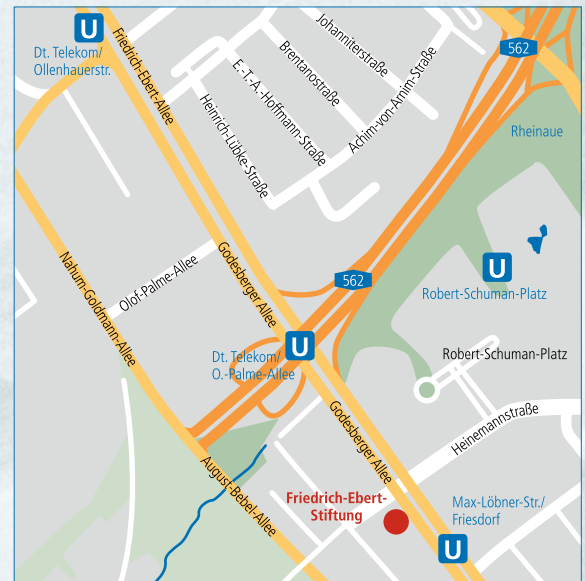 U
Dt. Telekom/
Ollenhauerstr.
Friedrich-Ebert-Allee
Johanniterstraße
Brentanostraße
E.-T.-A.-Hoffmann-Straße
Heinrich-Lübke-Straße
Achim-von-Arnim-Straße
562
Rheinaue
Nahum-Goldmann-Allee
Olof-Palme-Allee
Godesberger Allee
562
U
Robert-Schuman-Platz
U
Dt. Telekom/
O.-Palme-Allee
Robert-Schuman-Platz
Godesberger Allee
Heinemannstraße
August-Bebel-Allee
Friedrich-Ebert-
Stiftung
Max-Löbner-Str./
Friesdorf
U